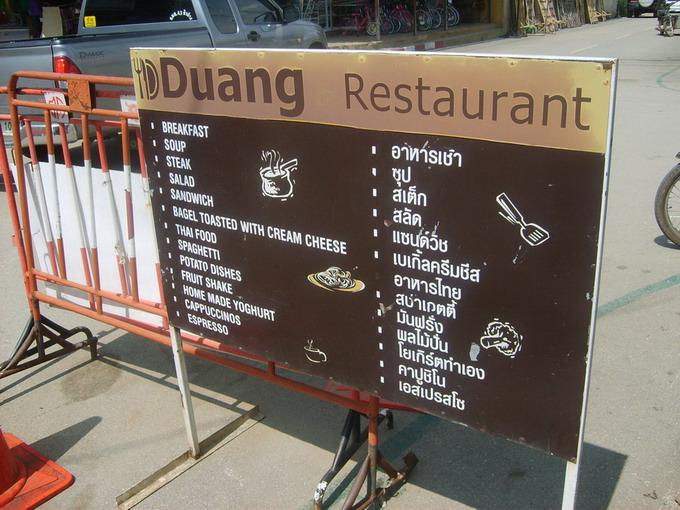 Duang Restaurant
BREAKFAST
SOUP
STEAK
SALAD
SANDWICH
BAGEL TOASTED WITH CREAM CHEESE
THAI FOOD
SPAGHETTI
POTATO DISHES
FRUIT SHAKE
HOME MADE YOGHURT
CAPPUCCINOS
ESPRESSO
อาหารเช้า
ซุป
สเต็ก
สลัด
แซนด์วิช
เบเกิ้ลครีมชีส
อาหารไทย
สปาเกตตี้
มันฝรั่ง
ผลไม้ปั่น
โยเกิร์ตทำเอง
คาปูชิโน
เอสเปรสโซ